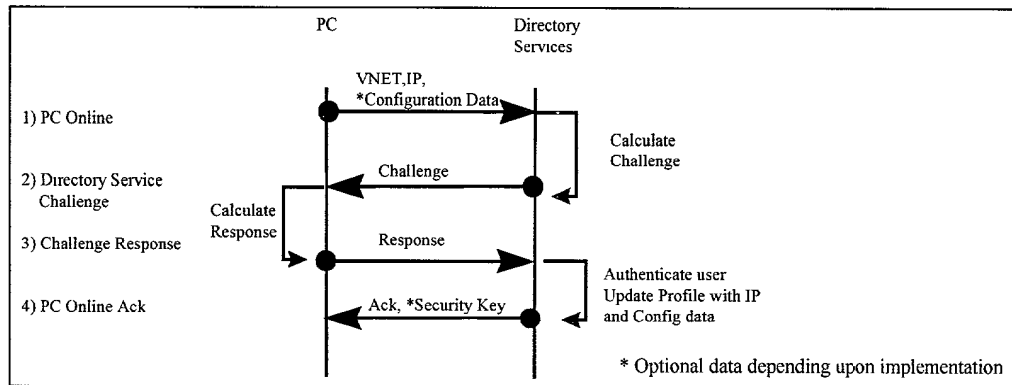 PC
Directory
Services
VNET,IP,
*Configuration Data
1) PC Online
Calculate
Challenge
Challenge
2) Directory Service
Challenge
Calculate
Response
3) Challenge Response
Response
Authenticate user
Update Profile with IP
and Config data
4) PC Online Ack
Ack, *Security Key
* Optional data depending upon implementation